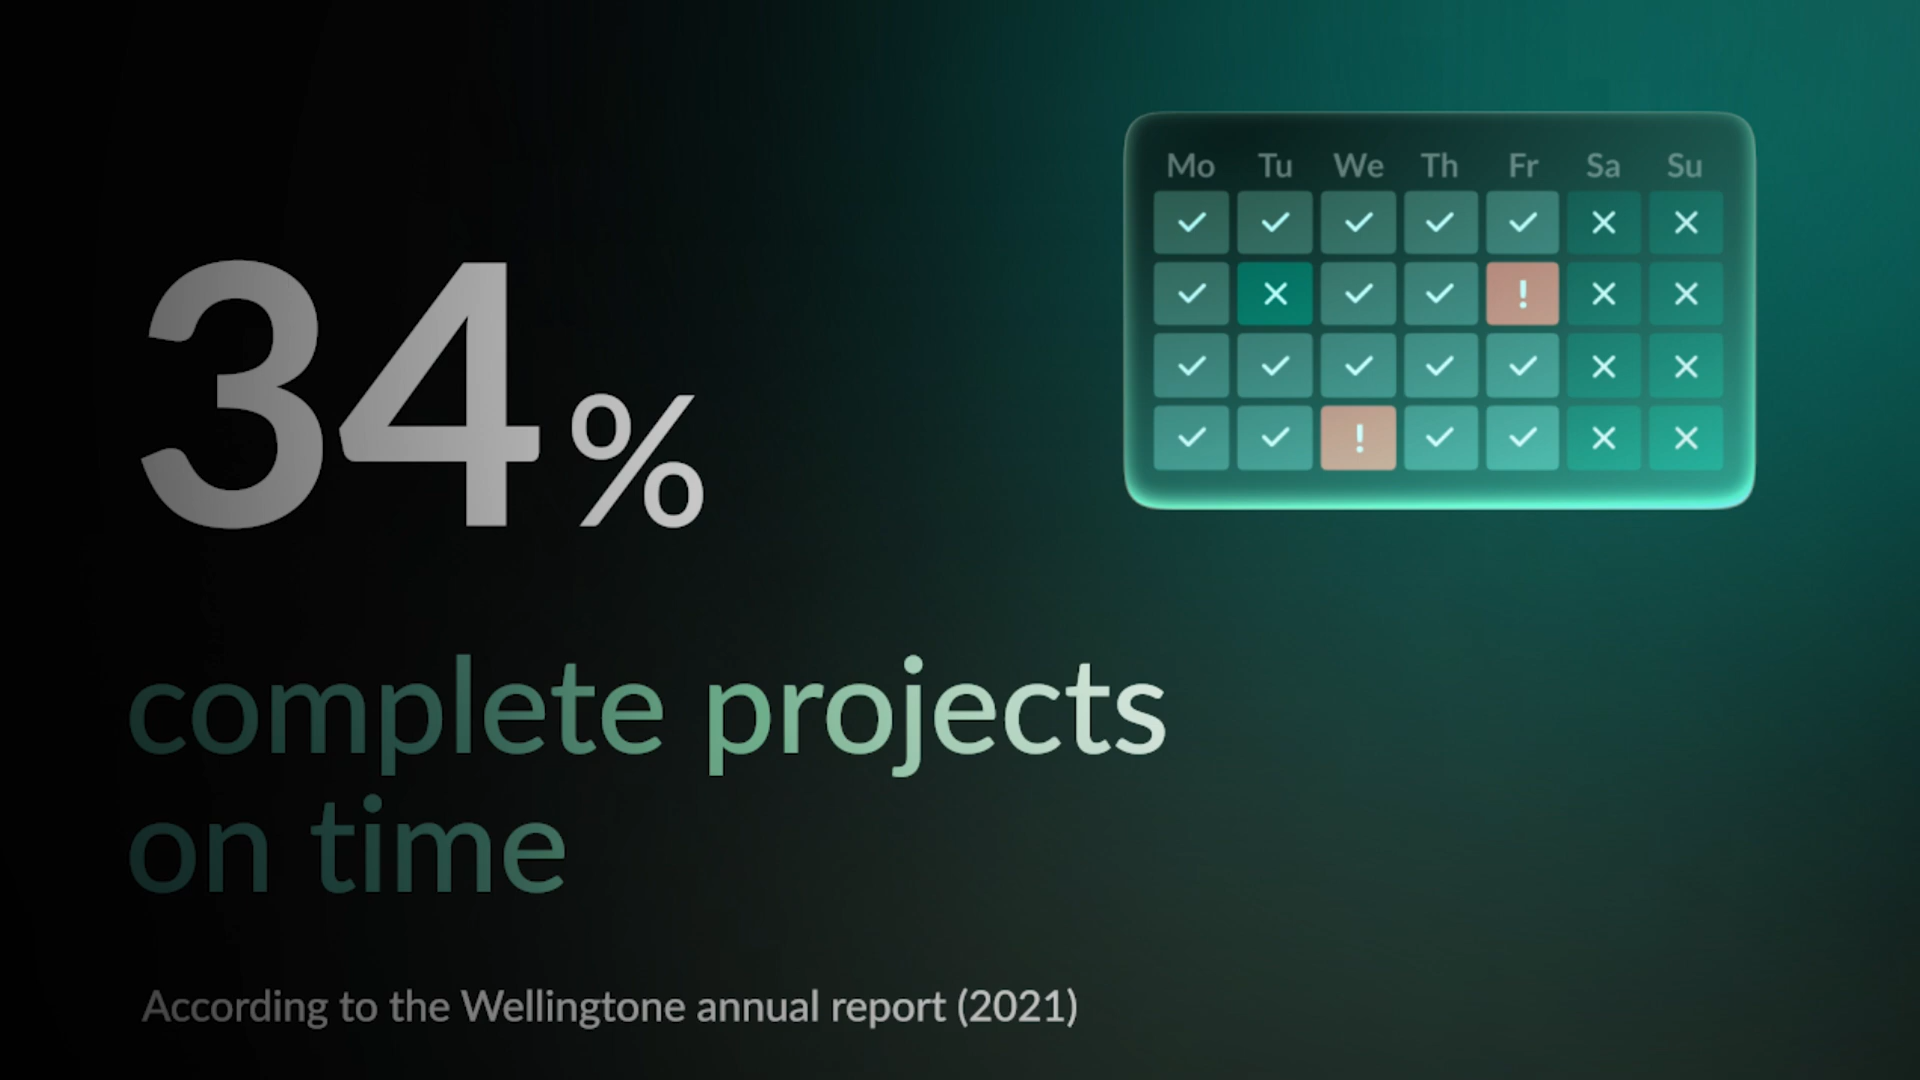 34%
complete projects
on time
According to the Wellingtone annual report (2021)
Mo Tu We Th Fr Sa Su
! 
!